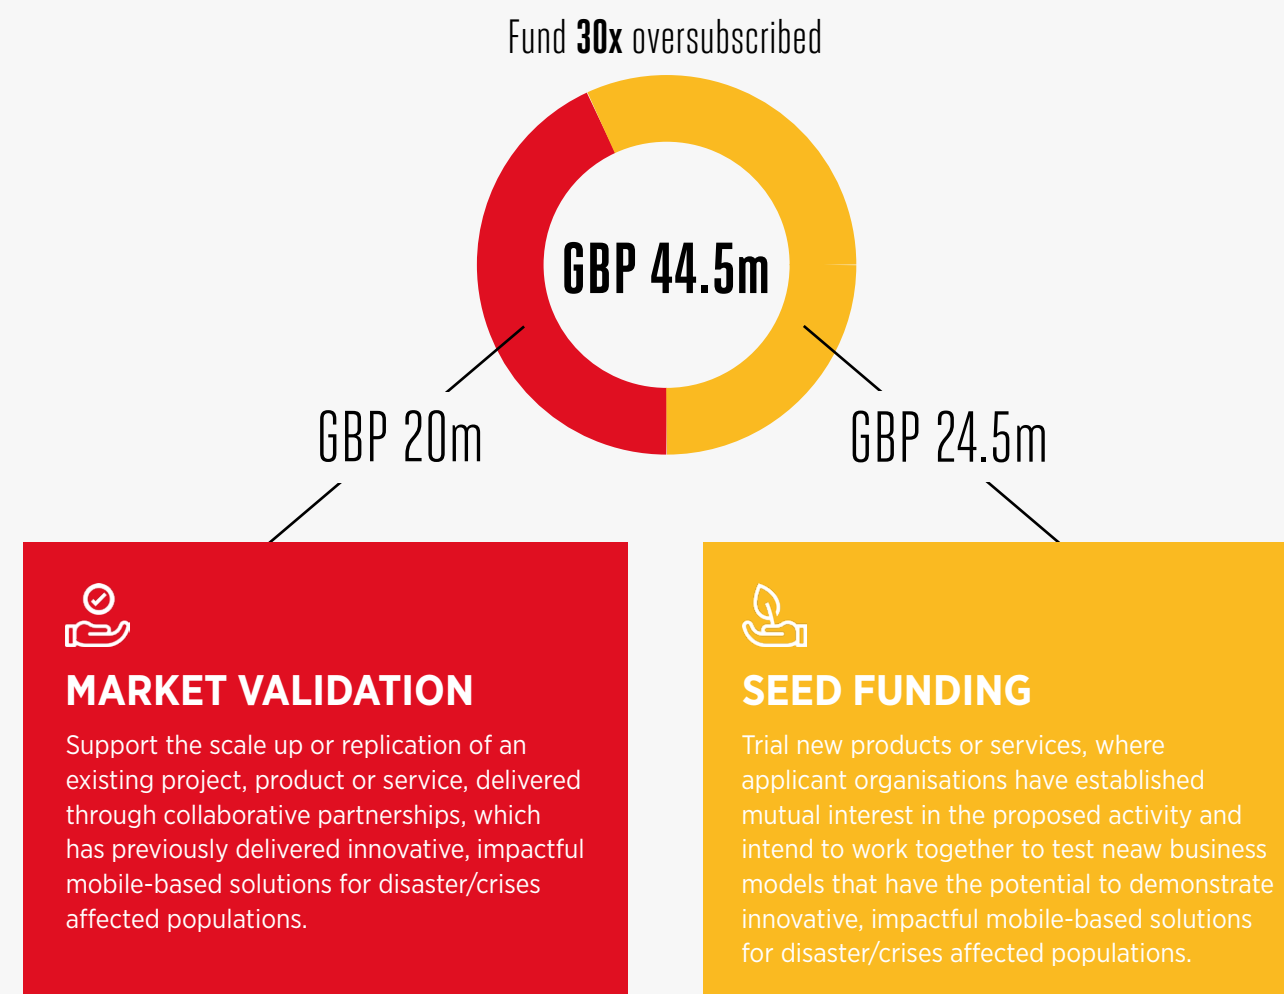 Fund 30x oversubscribed
GBP 44.5m
GBP 20m
GBP 24.5m
MARKET VALIDATION
Support the scale up or replication of an
existing project, product or service, delivered
through collaborative partnerships, which
has previously delivered innovative, impactful
mobile-based solutions for disaster/crises
affected populations.
SEED FUNDING
Trial new products or services, where
applicant organisations have established
mutual interest in the proposed activity and
intend to work together to test neaw business
models that have the potential to demonstrate
innovative, impactful mobile-based solutions
for disaster/crises affected populations.